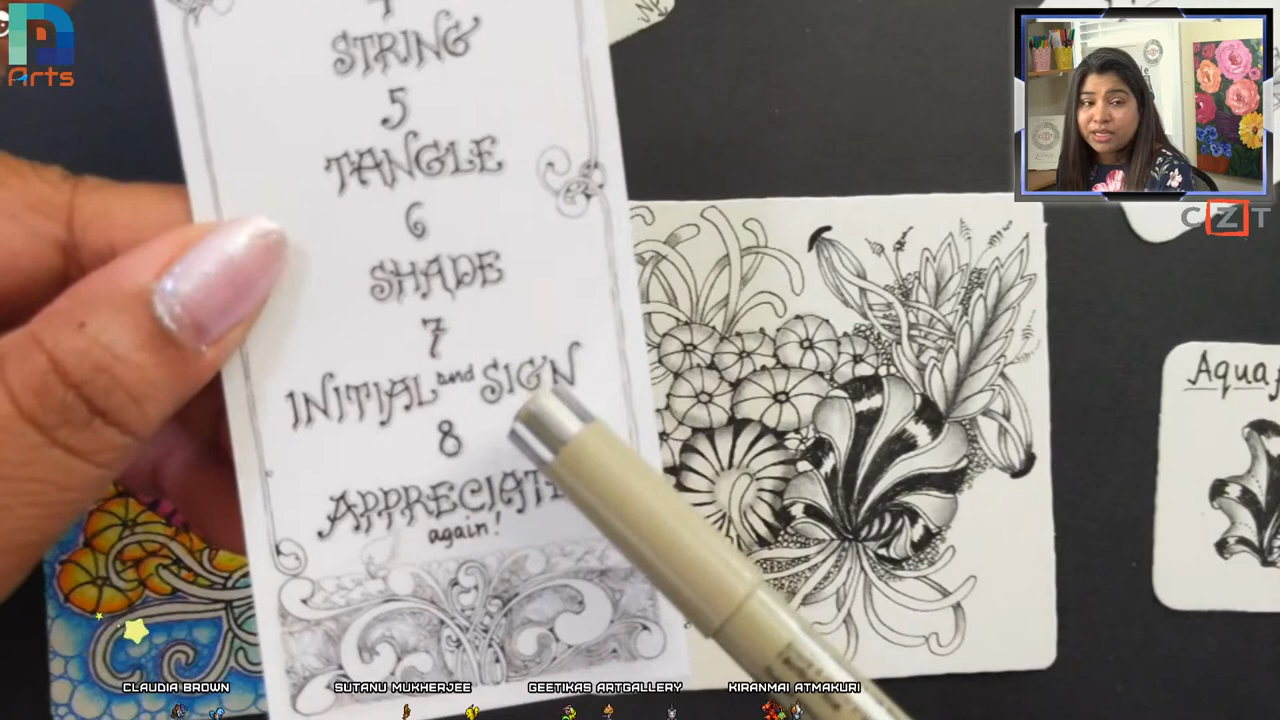 Arts
STRING
5
TANGLE
6
SHADE
7
INITIAL and SIGN
8
APPRECIATE
again!
CZT
Aqua
CLAUDIA BROWN
SUTANU MUKHERJEE
GEETIKAS ARTGALLERY
KIRANMAI ATMAKURI